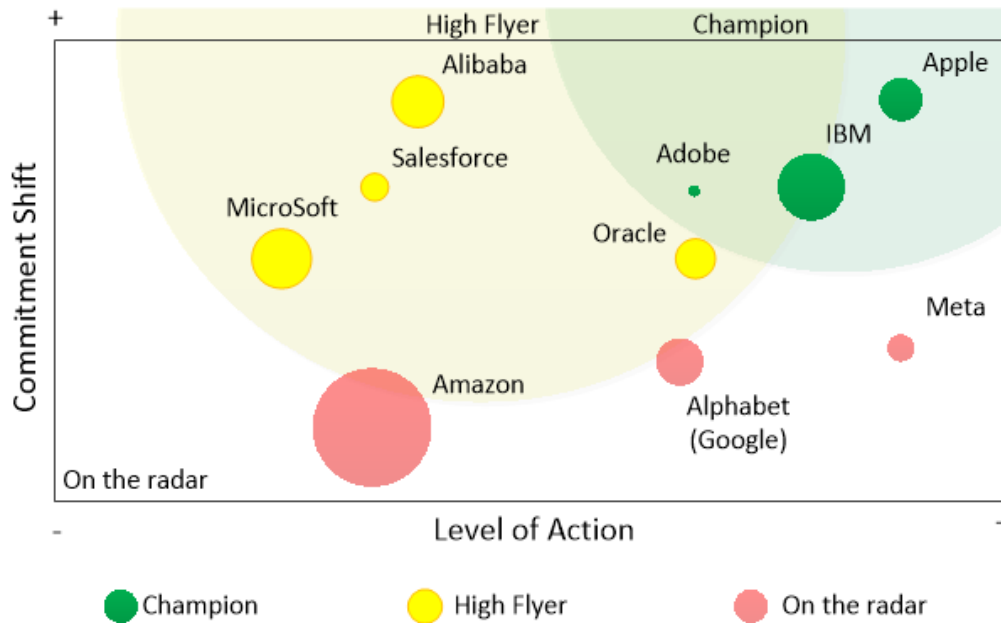 +
High Flyer
Champion
Alibaba
Apple
IBM
Salesforce
Adobe
MicroSoft
Oracle
Meta
Amazon
Alphabet
(Google)
On the radar
Commitment Shift
-
Level of Action
Champion
High Flyer
On the radar